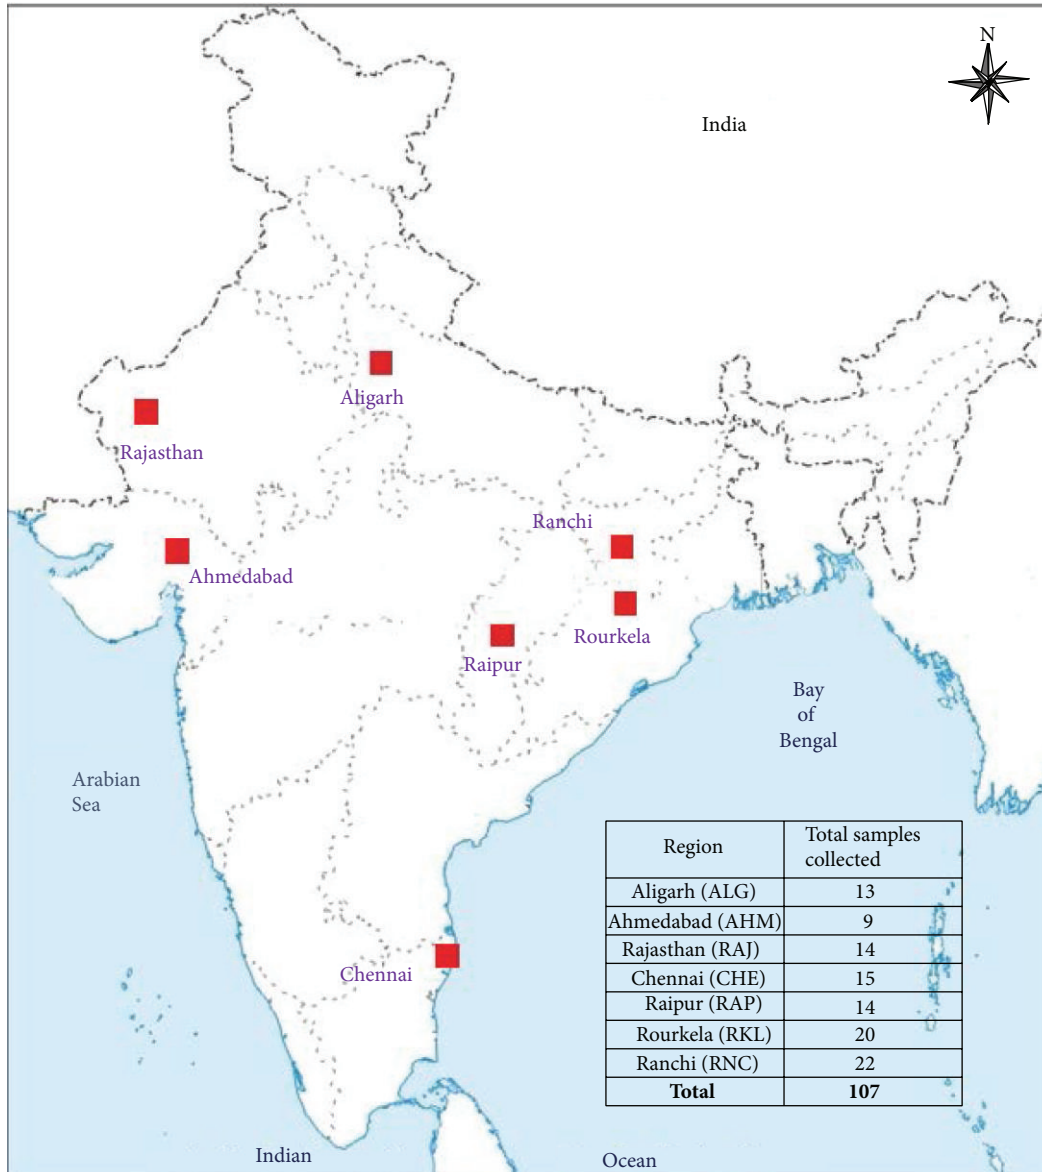 N
India
Aligarh
Rajasthan
Ranchi
Ahmedabad
Rourkela
Raipur
Bay
of
Bengal
Arabian
Sea
Chennai
Region Total samples
collected
Aligarh (ALG) 13
Ahmedabad (AHM) 9
Rajasthan (RAJ) 14
Chennai (CHE) 15
Raipur (RAP) 14
Rourkela (RKL) 20
Ranchi (RNC) 22
Total 107
Indian Ocean